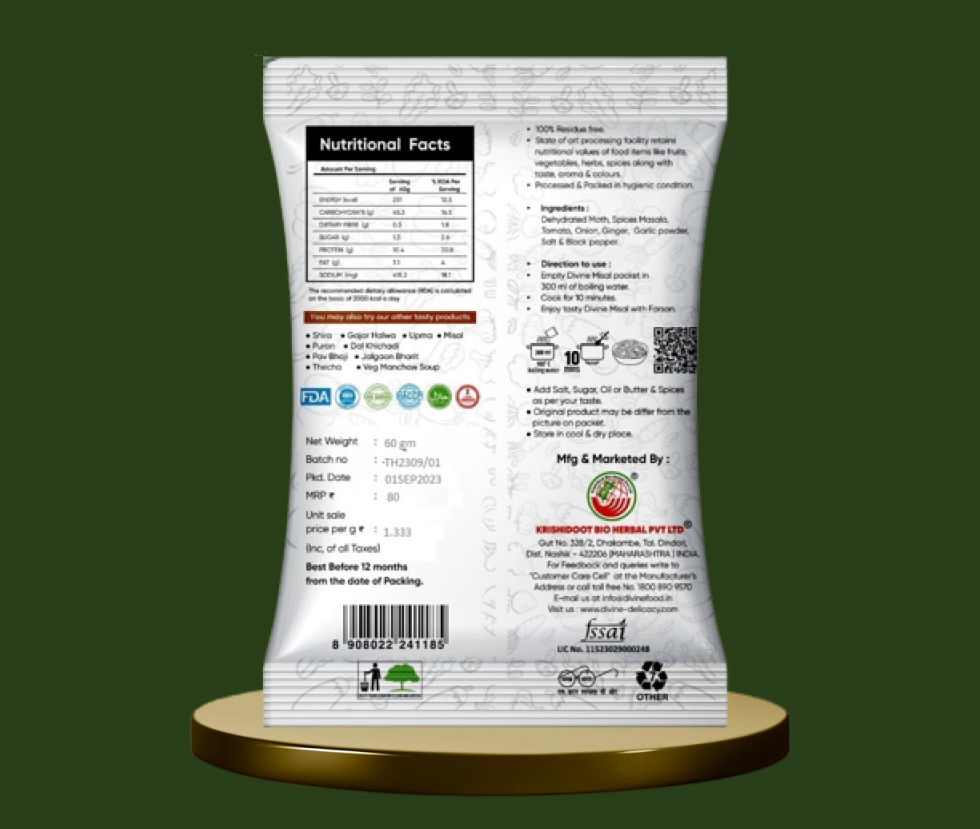 Nutritional Facts
Amount Per Serving
Serving of 60g % RDA Per Serving
ENERGY (kcal) 251 12.5
CARBOHYDRATE (g)
DIETARY FIBRE (g) 0.5 1.8
SUGAR (g) 1.3 2.6
PROTEIN (g) 10.4 20.8
FAT (g) 3.1 4
SODIUM (mg) 18.1
The recommended dietary allowance (RDA) is calculated
on the basic of 2000 kcal a day
You may also try our other tasty products
• Shira • Gajar Halwa • Upma • Misal
• Puran • Dal Khichadi
• Pav Bhaji • Jalgaon Bharit
• Thecha • Veg Manchow Soup
FDA HACCP
Net Weight : 60 gm
Batch no : -TH2309/01
Pkd. Date : 01SEP2023
MRP ₹ : 80
Unit sale
price per g ₹ : 1.333
(Inc, of all Taxes)
Best Before 12 months
from the date of Packing.
8 908022 241185
• 100% Residue free.
• State of art processing facility retains
nutritional values of food items like fruits,
vegetables, herbs, spices along with
taste, aroma & colours.
• Processed & Packed in hygienic condition.
• Ingredients :
Dehydrated Moth, Spices Masala,
Tomato, Onion, Ginger, Garlic powder,
Salt & Black pepper.
• Direction to use :
• Empty Divine Misal packet in
300 ml of boiling water.
• Cook for 10 minutes.
• Enjoy tasty Divine Misal with Farsan.
300 ml
boiling water
10
mins
• Add Salt, Sugar, Oil or Butter & Spices
as per your taste.
• Original product may be differ from the
picture on packet.
• Store in cool & dry place.
Mfg & Marketed By :
®
KRISHIDOOT BIO HERBAL PVT LTD®
Gut No. 328/2, Dhakambe, Tal. Dindori,
Dist. Nashik - 422206 (MAHARASHTRA) INDIA.
For Feedback and queries write to
"Customer Care Cell" at the Manufacturer's
Address or call toll free No. 1800 890 9570
E-mail us at info@divinefood.in
Visit us : www.divine-delicacy.com
fssai
LIC No. 11523029000248
एक कदम स्वच्छता की ओर
OTHER